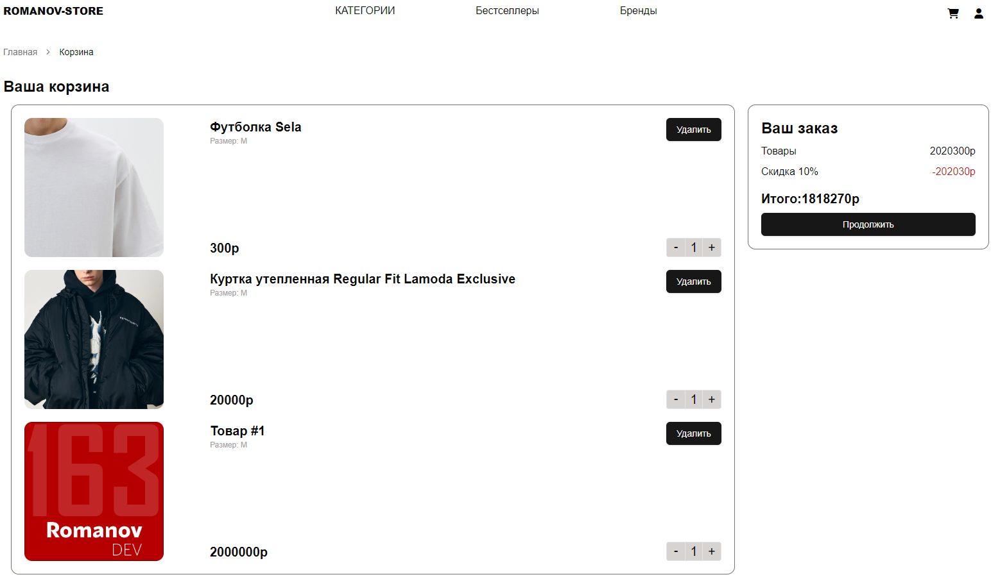 ROMANOV-STORE КАТЕГОРИИ Бестселлеры Бренды
Главная Корзина
Ваша корзина
Футболка Sela
Размер: M
Удалить
300р
- 1 +
Куртка утепленная Regular Fit Lamoda Exclusive
Размер: M
Удалить
20000р
- 1 +
163
Romanov
DEV
Товар #1
Размер: M
Удалить
2000000р
- 1 +
Ваш заказ
Товары 2020300р
Скидка 10% -202030р
Итого:1818270р
Продолжить